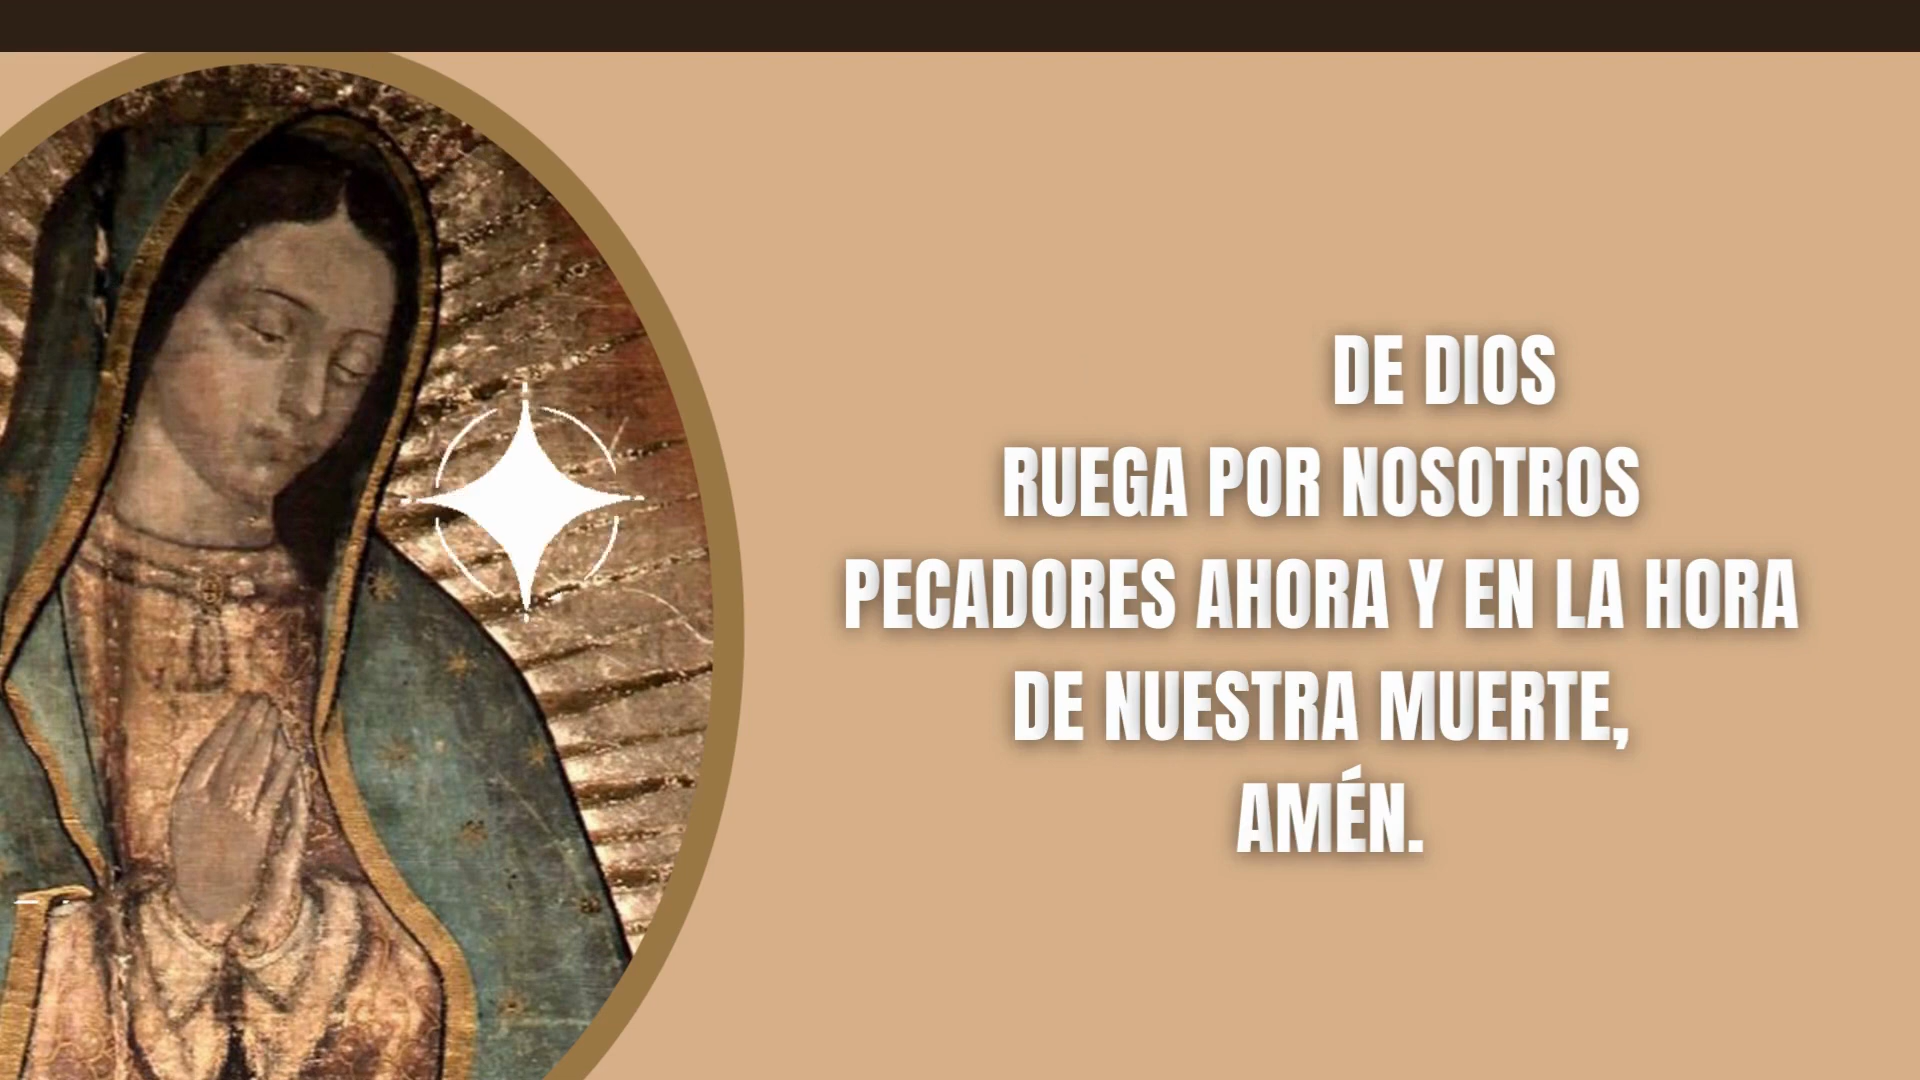 DE DIOS
RUEGA POR NOSOTROS
PECADORES AHORA Y EN LA HORA
DE NUESTRA MUERTE,
AMÉN.